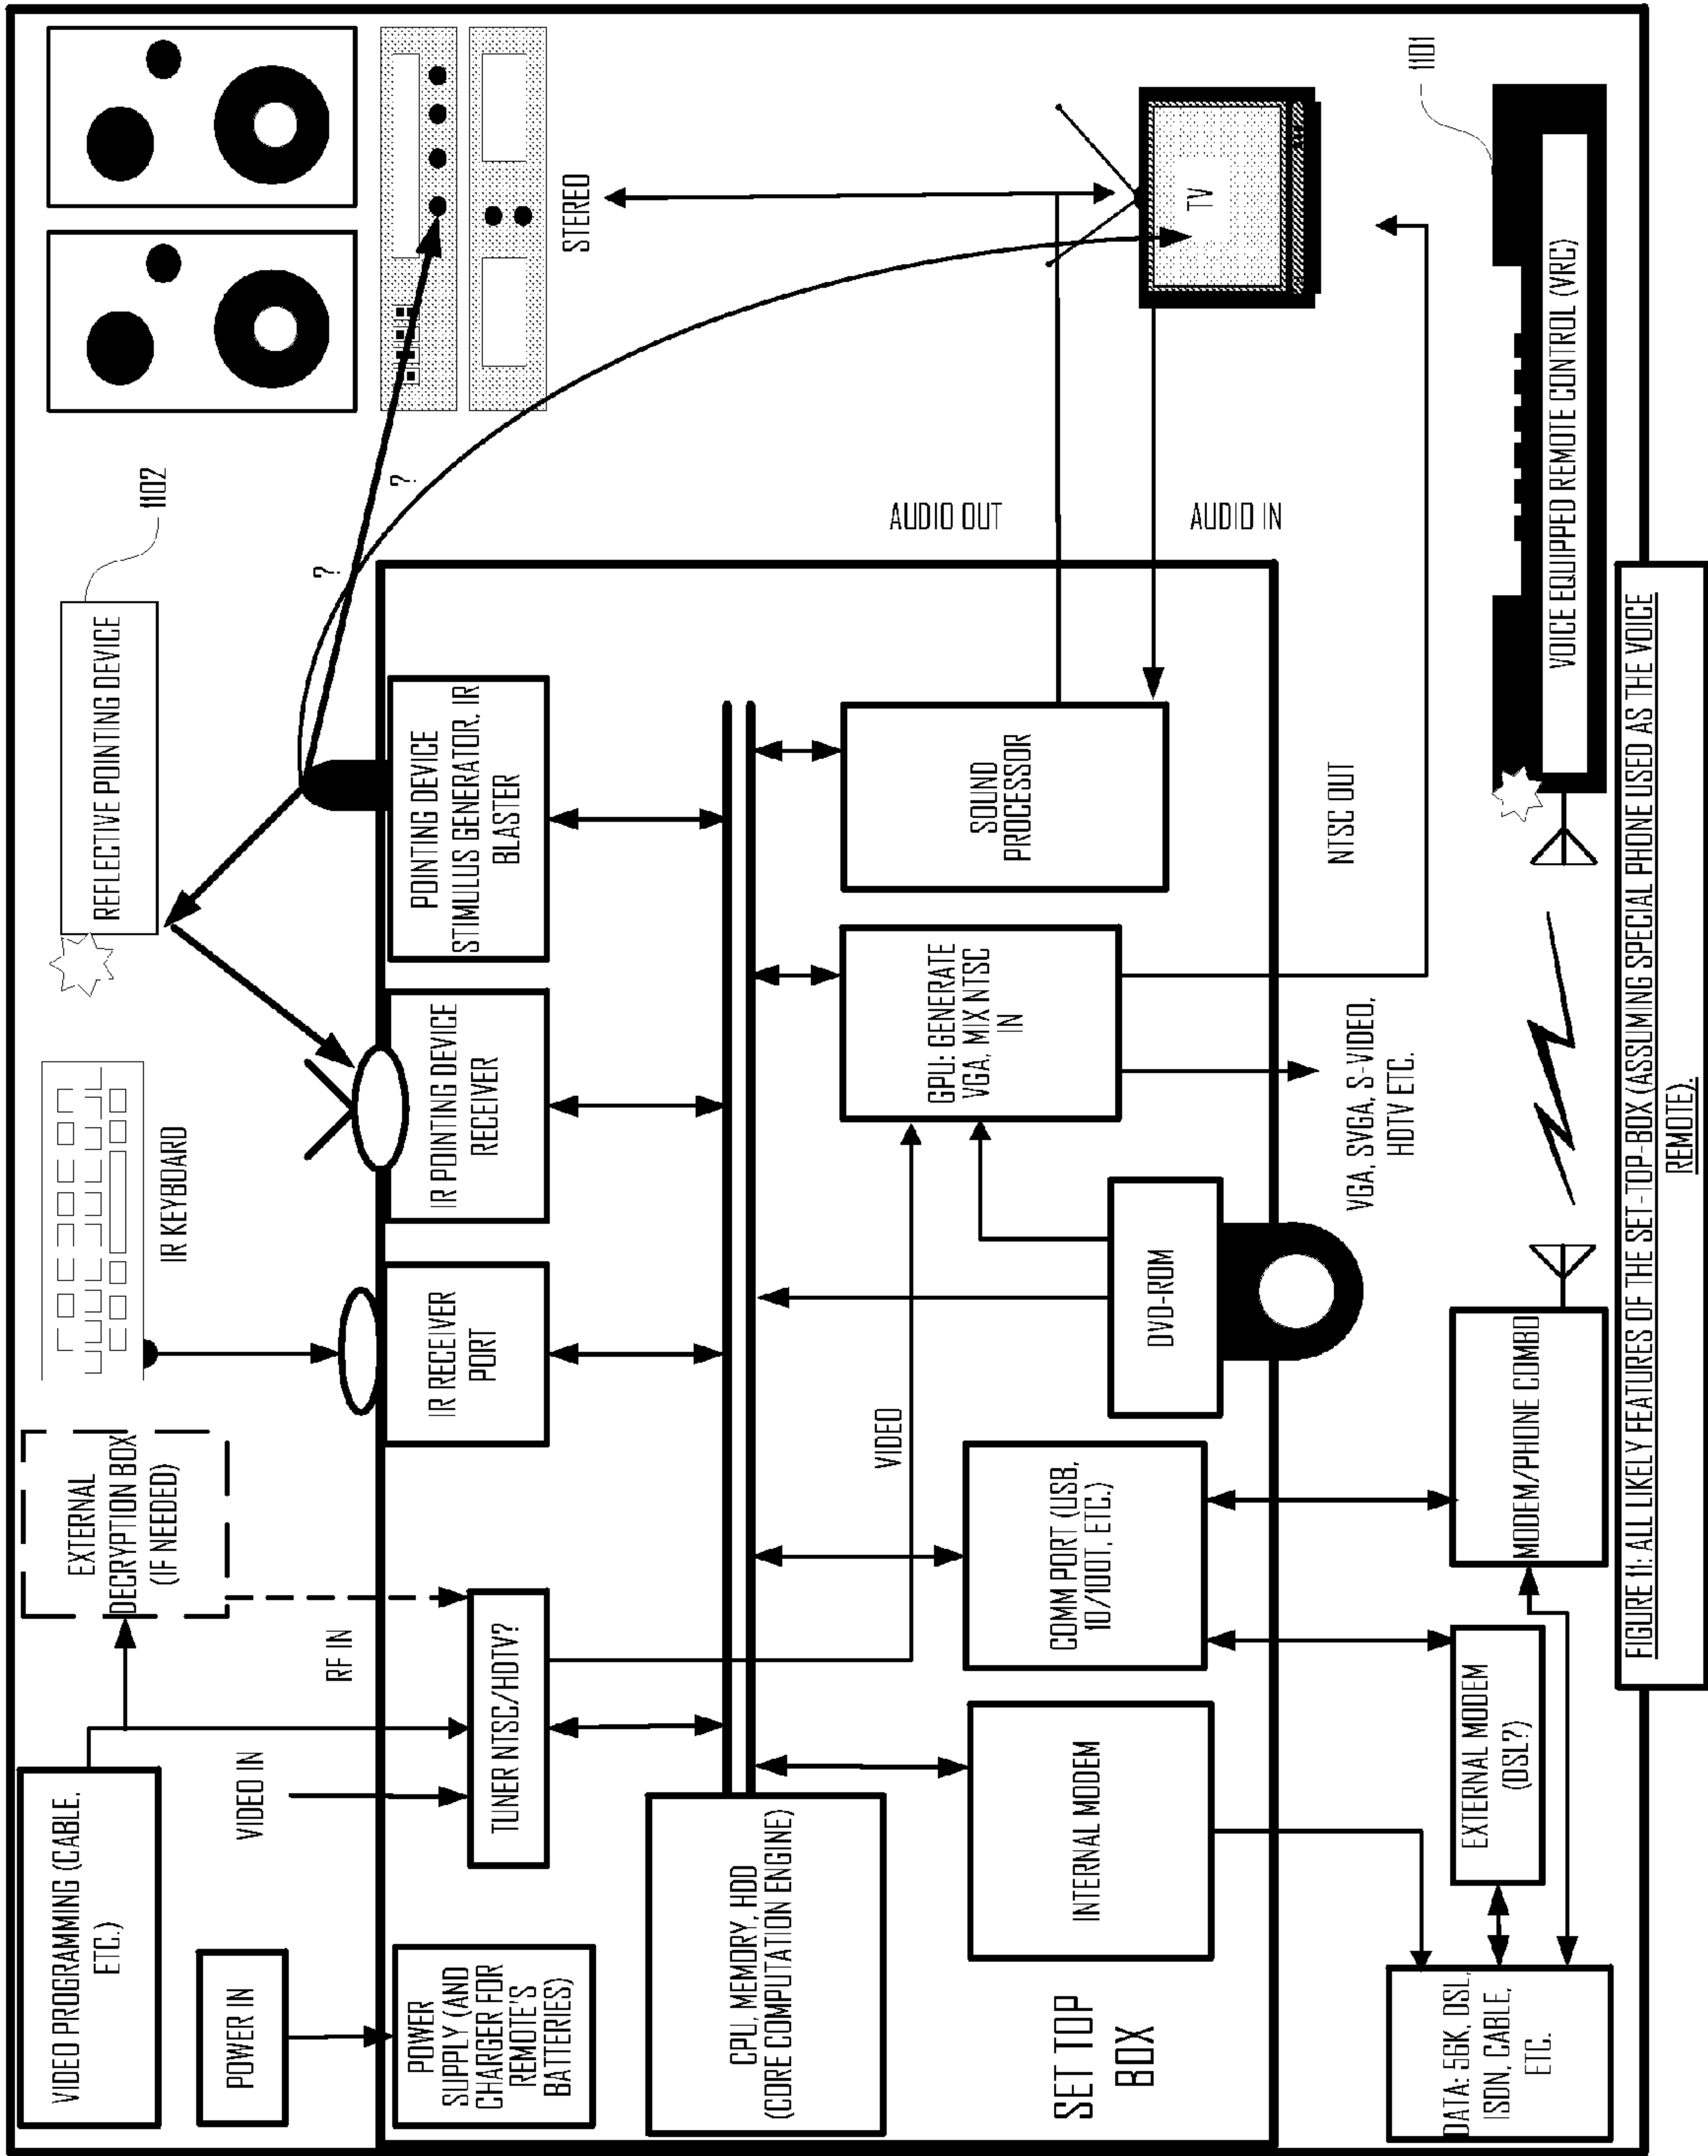 VIDEO PROGRAMMING (CABLE,
ETC.)
POWER IN
VIDEO IN
RF IN
EXTERNAL
DECRYPTION BOX
(IF NEEDED)
IR KEYBOARD
REFLECTIVE POINTING DEVICE
1102
?
?
STEREO
POWER
SUPPLY (AND
CHARGER FOR
REMOTE'S
BATTERIES)
TUNER NTSC/HDTV?
IR RECEIVER
PORT
IR POINTING DEVICE
RECEIVER
POINTING DEVICE
STIMULUS GENERATOR, IR
BLASTER
CPU, MEMORY, HDD
(CORE COMPUTATION ENGINE)
VIDEO
GPU: GENERATE
VGA, MIX NTSC
IN
SOUND
PROCESSOR
AUDIO OUT
AUDIO IN
TV
1101
SET TOP
BOX
INTERNAL MODEM
COMM PORT (USB,
10/100T, ETC.)
DVD-ROM
VGA, SVGA, S-VIDEO,
HDTV ETC.
NTSC OUT
DATA: 56K, DSL,
ISDN, CABLE,
ETC.
EXTERNAL MODEM
(DSL?)
MODEM/PHONE COMBO
VOICE EQUIPPED REMOTE CONTROL (VRC)
FIGURE 11: ALL LIKELY FEATURES OF THE SET-TOP-BOX (ASSUMING SPECIAL PHONE USED AS THE VOICE
REMOTE).